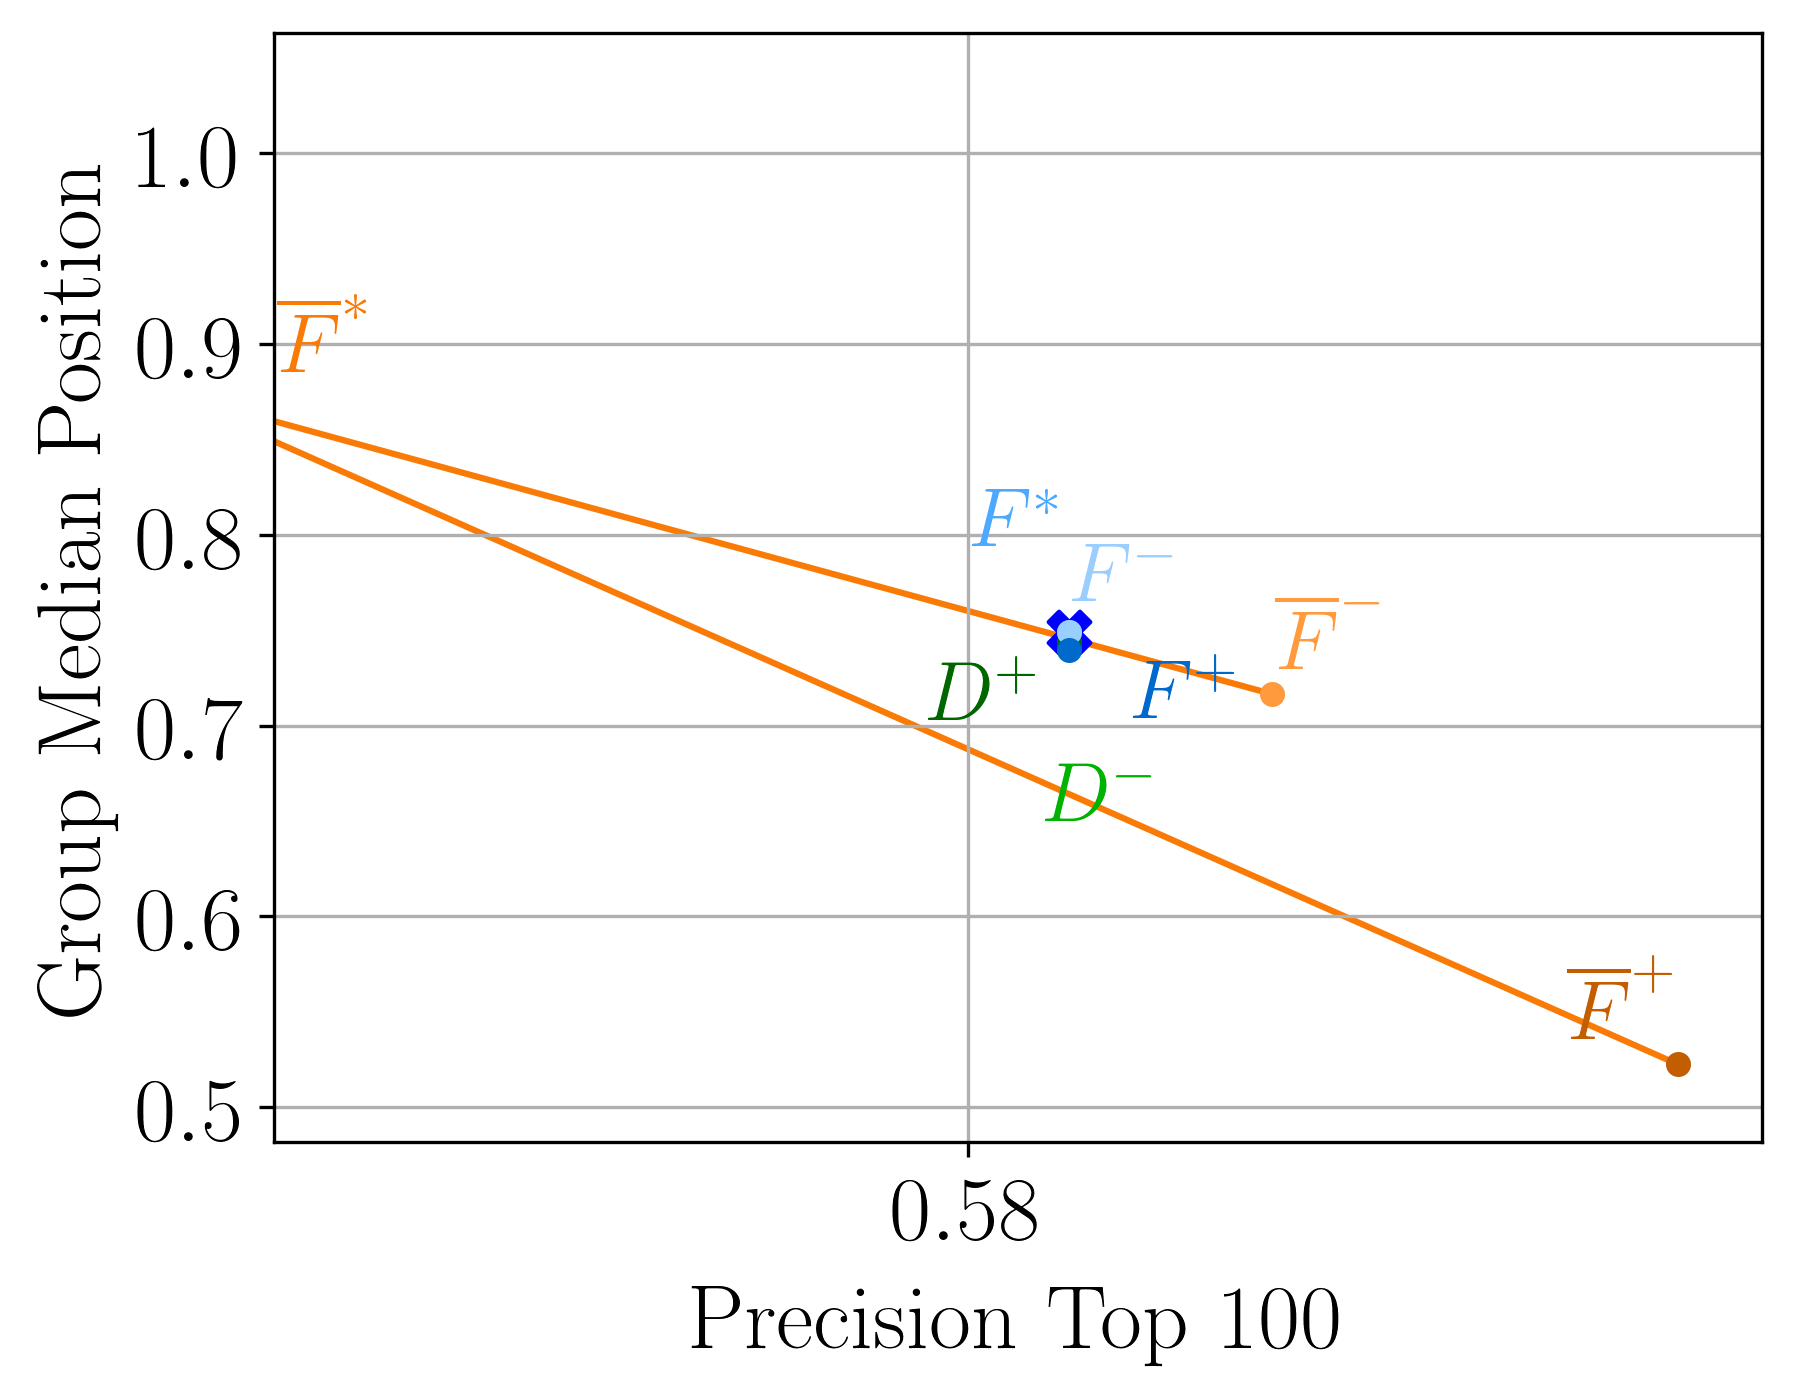 Group Median Position
1.0
0.9
0.8
0.7
0.6
0.5
F̅*
F*
F⁻
F̅⁻
D⁺
F⁺
D⁻
F̅⁺
0.58
Precision Top 100